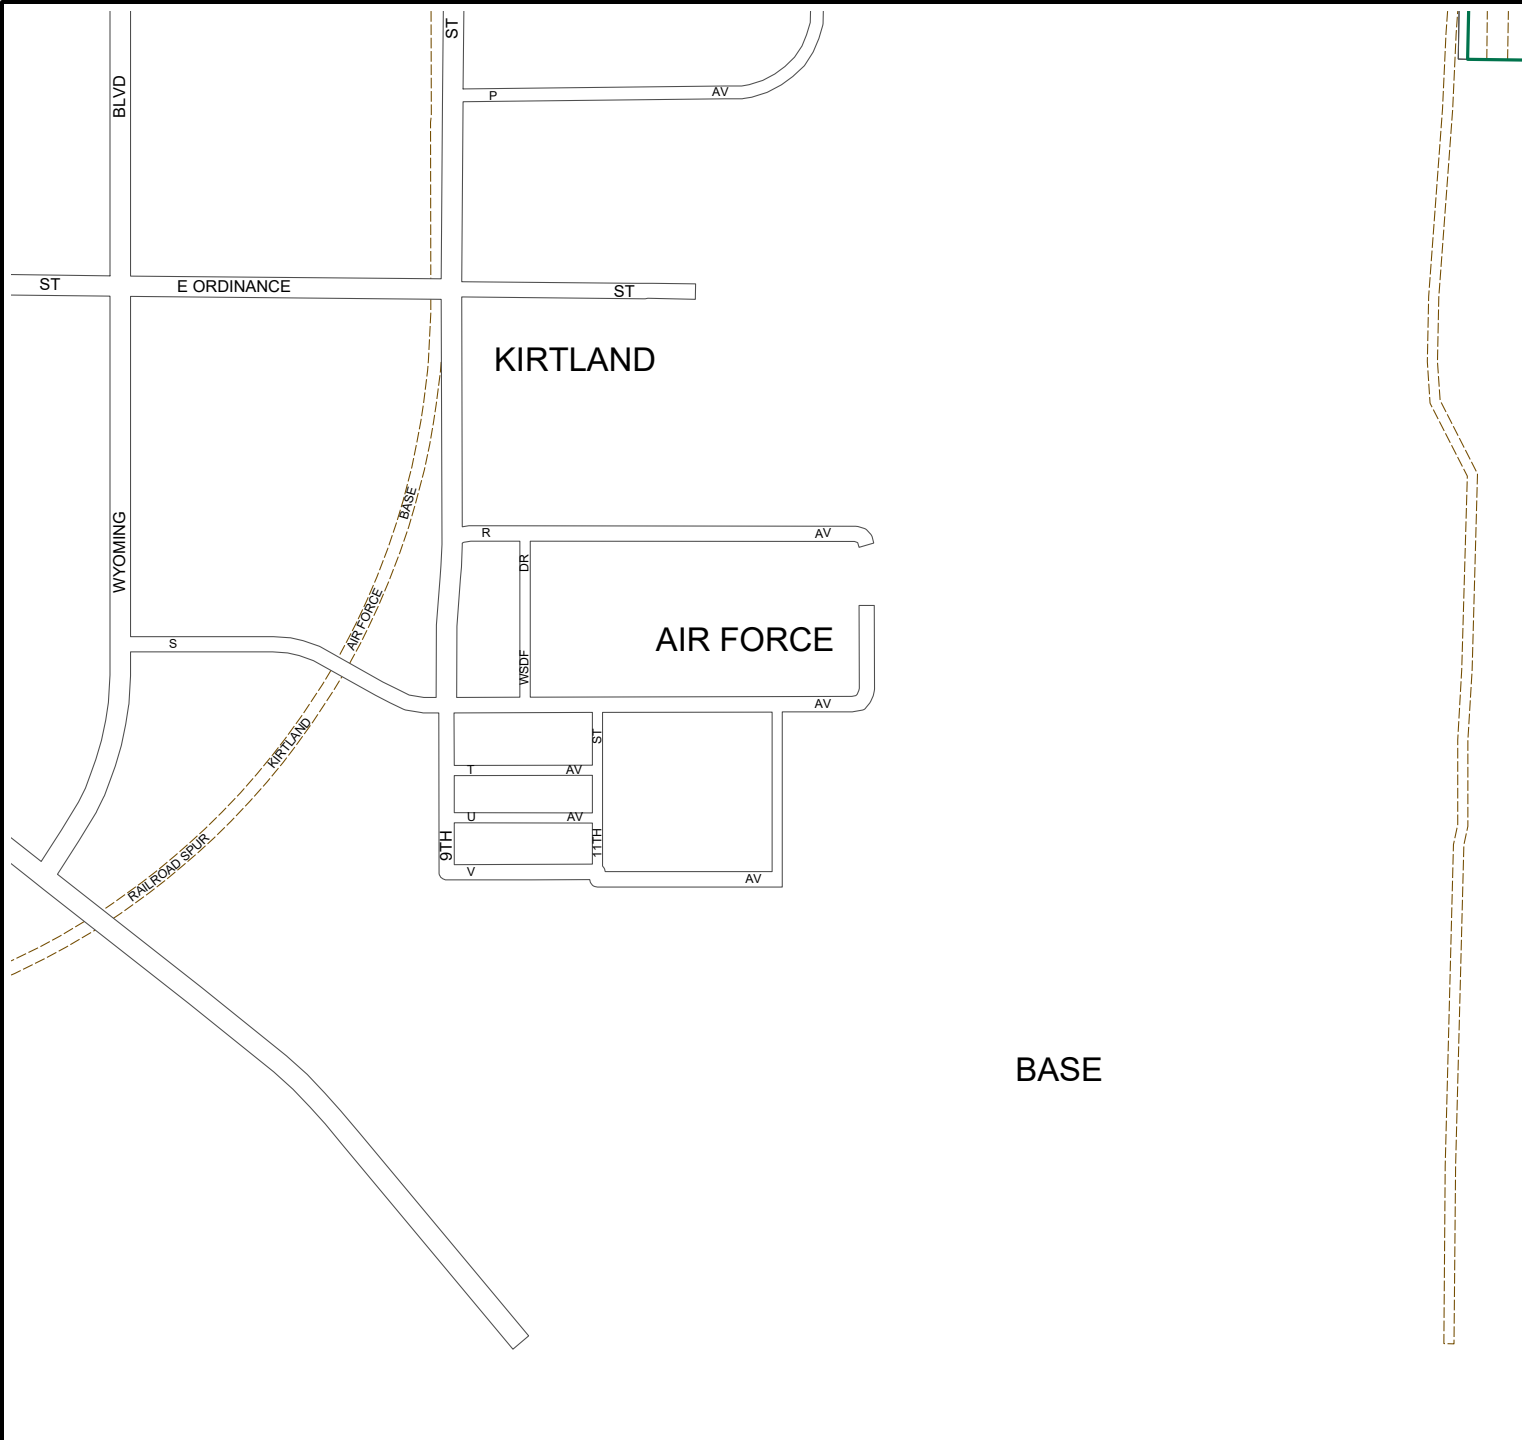 ST
BLVD
P AV
ST E ORDINANCE ST
KIRTLAND
WYOMING
BASE
R AV
DR
AIR FORCE
AIR FORCE
S
WSDF
AV
KIRTLAND
ST
T AV
U AV
9TH
11TH
RAILROAD SPUR
V AV
BASE